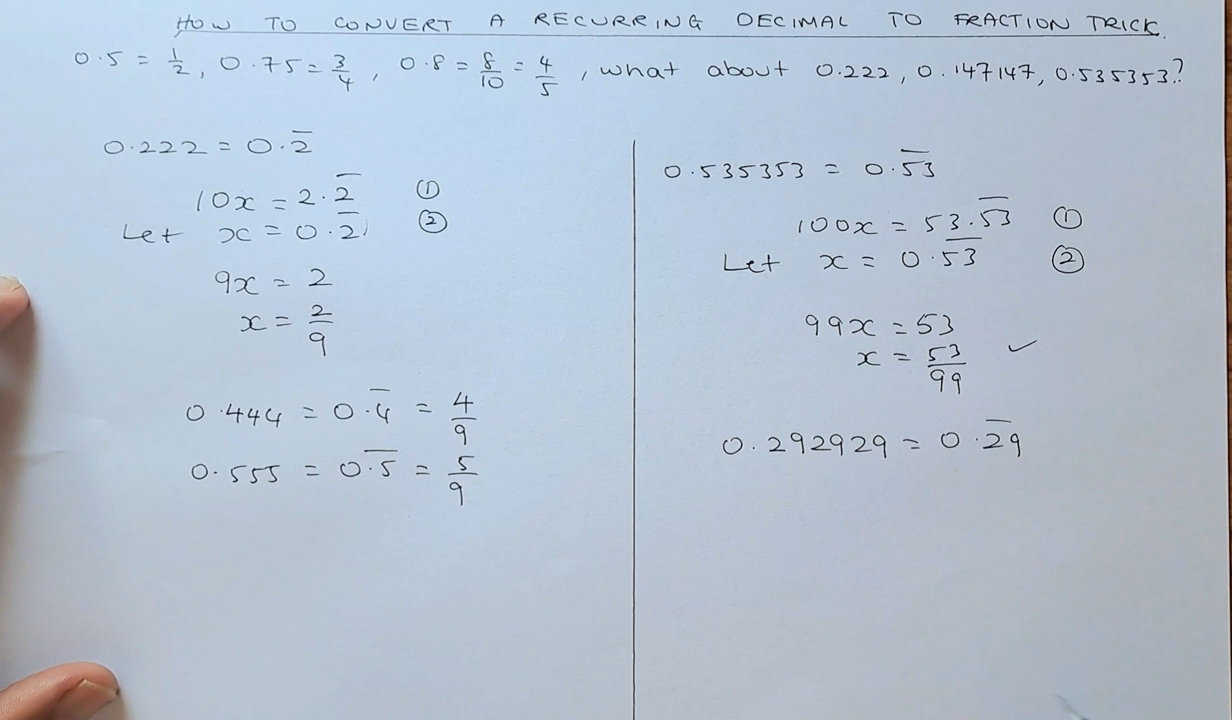 HOW TO CONVERT A RECURRING DECIMAL TO FRACTION TRICK.
0.5 = 1/2, 0.75 = 3/4, 0.8 = 8/10 = 4/5, what about 0.222, 0.147147, 0.535353?
0.222 = 0.2̅
10x = 2.2̅ ①
Let x = 0.2̅ ②
9x = 2
x = 2/9
0.444 = 0.4̅ = 4/9
0.555 = 0.5̅ = 5/9
0.535353 = 0.5̅3̅
100x = 53.5̅3̅ ①
Let x = 0.5̅3̅ ②
99x = 53
x = 53/99 ✓
0.292929 = 0.2̅9̅